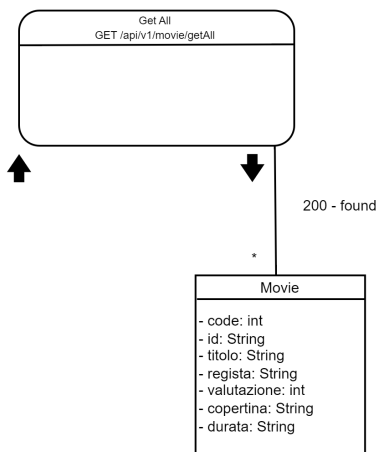 Get All
GET /api/v1/movie/getAll
200 - found
*
Movie
- code: int
- id: String
- titolo: String
- regista: String
- valutazione: int
- copertina: String
- durata: String